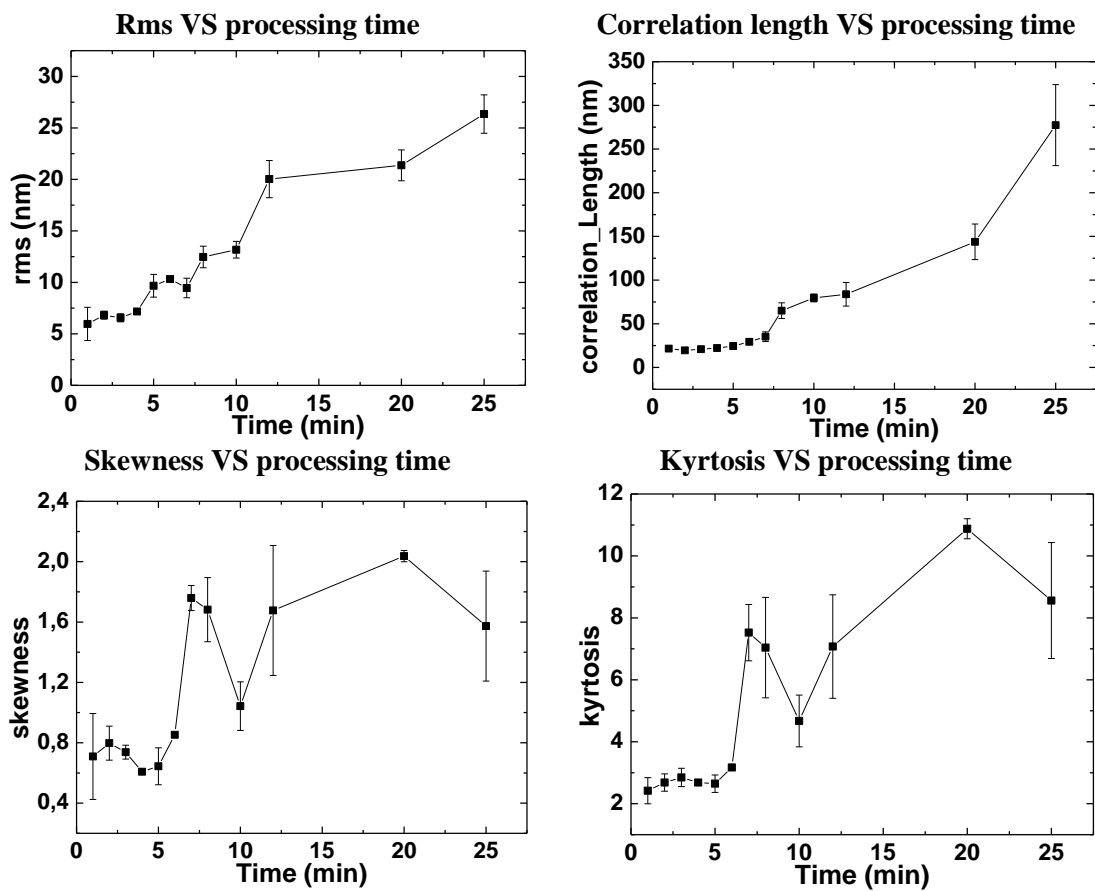 Rms VS processing time
30
25
20
15
10
5
0
rms (nm)
0 5 10 15 20 25
Time (min)
Correlation length VS processing time
350
300
250
200
150
100
50
0
correlation_Length (nm)
0 5 10 15 20 25
Time (min)
Skewness VS processing time
2,4
2,0
1,6
1,2
0,8
0,4
skewness
0 5 10 15 20 25
Time (min)
Kyrtosis VS processing time
12
10
8
6
4
2
kyrtosis
0 5 10 15 20 25
Time (min)